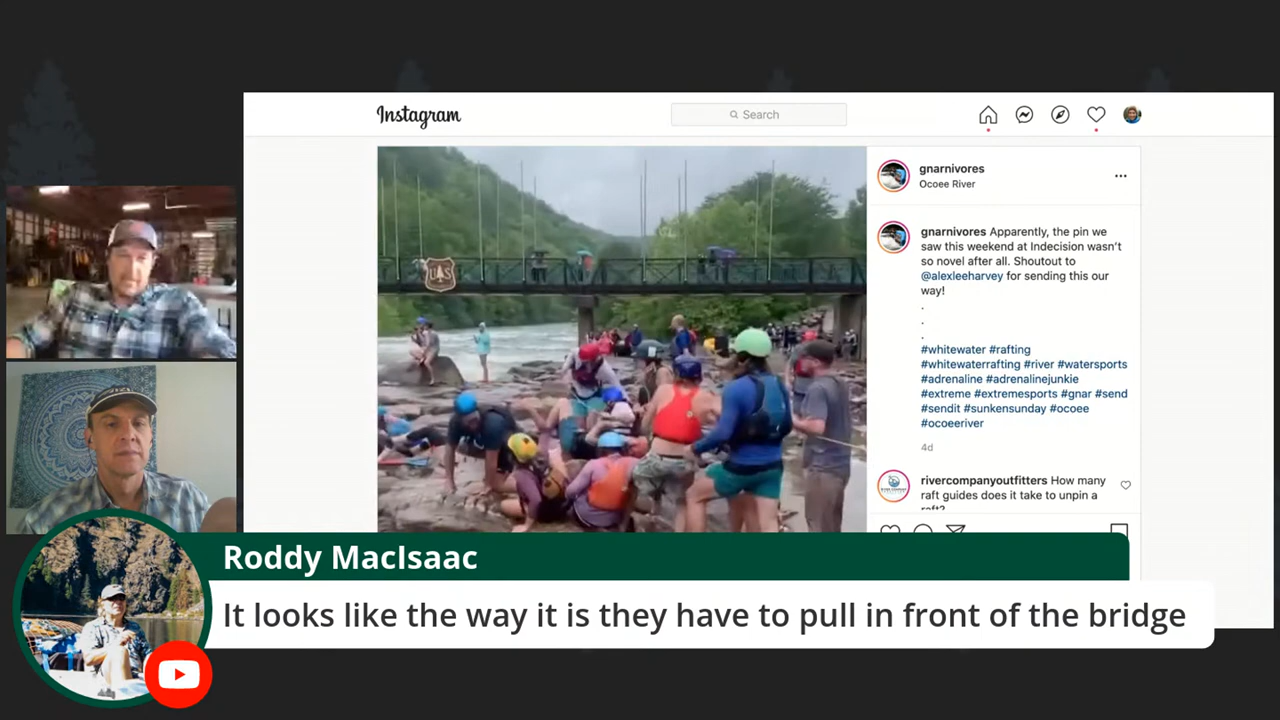 Instagram
Search
gnarnivores
Ocoee River
gnarnivores Apparently, the pin we
saw this weekend at Indecision wasn't
so novel after all. Shoutout to
@alexleeharvey for sending this our
way!
.
.
.
#whitewater #rafting
#whitewaterrafting #river #watersports
#adrenaline #adrenalinejunkie
#extreme #extremesports #gnar #send
#sendit #sunkensunday #ocoee
#ocoeeriver
4d
rivercompanyoutfitters How many
raft guides does it take to unpin a
raft?
UAS
Roddy MacIsaac
It looks like the way it is they have to pull in front of the bridge